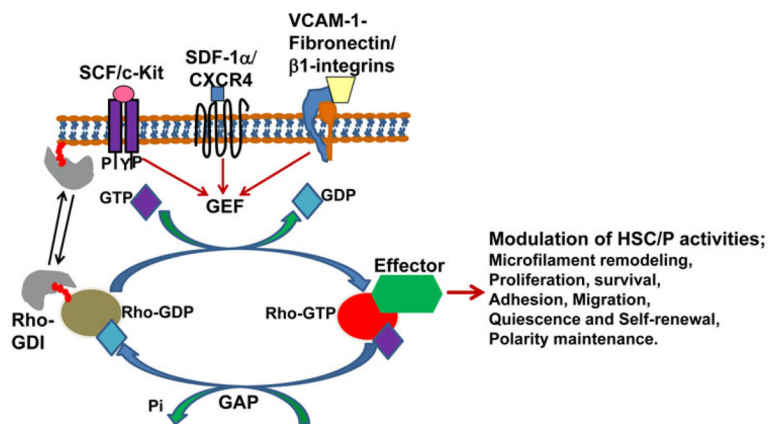 VCAM-1-
Fibronectin/
β1-integrins
SDF-1α/
CXCR4
SCF/c-Kit
P Y P
GTP
GEF
GDP
Effector
Rho-
GDI
Rho-GDP
Rho-GTP
Pi
GAP
Modulation of HSC/P activities;
Microfilament remodeling,
Proliferation, survival,
Adhesion, Migration,
Quiescence and Self-renewal,
Polarity maintenance.